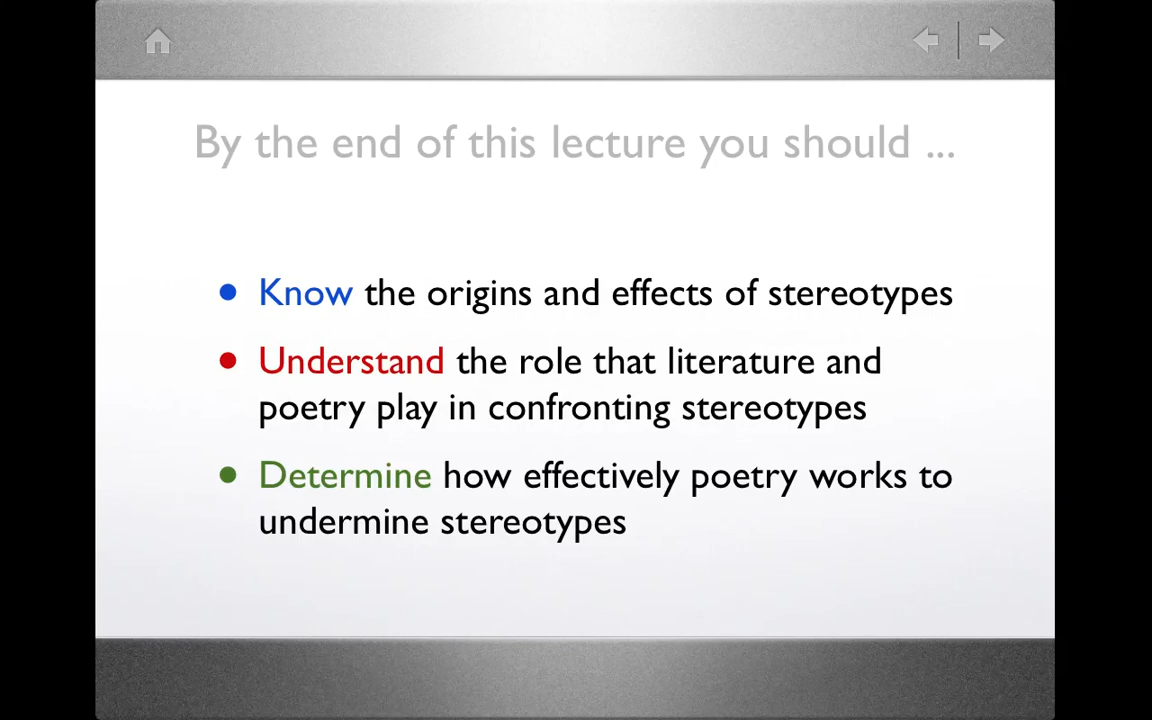 By the end of this lecture you should ...
• Know the origins and effects of stereotypes
• Understand the role that literature and
poetry play in confronting stereotypes
• Determine how effectively poetry works to
undermine stereotypes